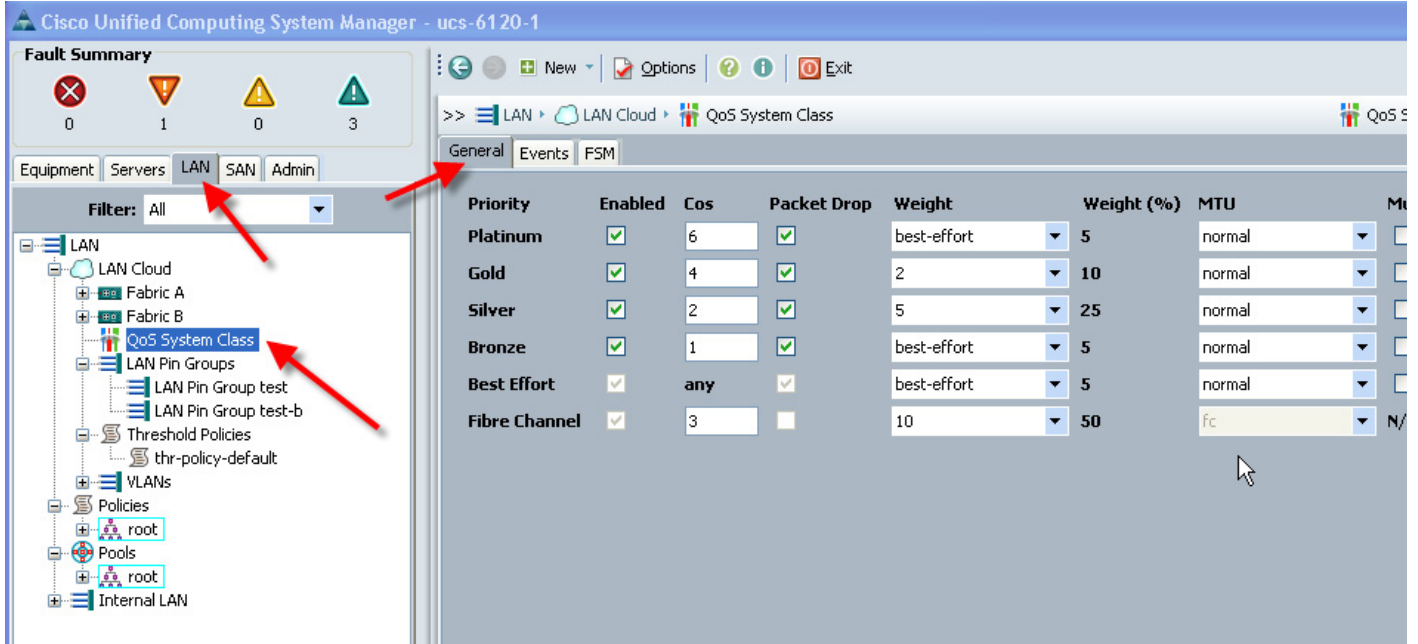 Cisco Unified Computing System Manager - ucs-6120-1
Fault Summary
0 1 0 3
Equipment Servers LAN SAN Admin
Filter: All
LAN
LAN Cloud
Fabric A
Fabric B
QoS System Class
LAN Pin Groups
LAN Pin Group test
LAN Pin Group test-b
Threshold Policies
thr-policy-default
VLANs
Policies
root
Pools
root
Internal LAN
New Options Exit
>> LAN LAN Cloud QoS System Class QoS S
General Events FSM
Priority Enabled Cos Packet Drop Weight Weight (%) MTU Mu
Platinum 6 best-effort 5 normal
Gold 4 2 10 normal
Silver 2 5 25 normal
Bronze 1 best-effort 5 normal
Best Effort any best-effort 5 normal
Fibre Channel 3 10 50 fc N/